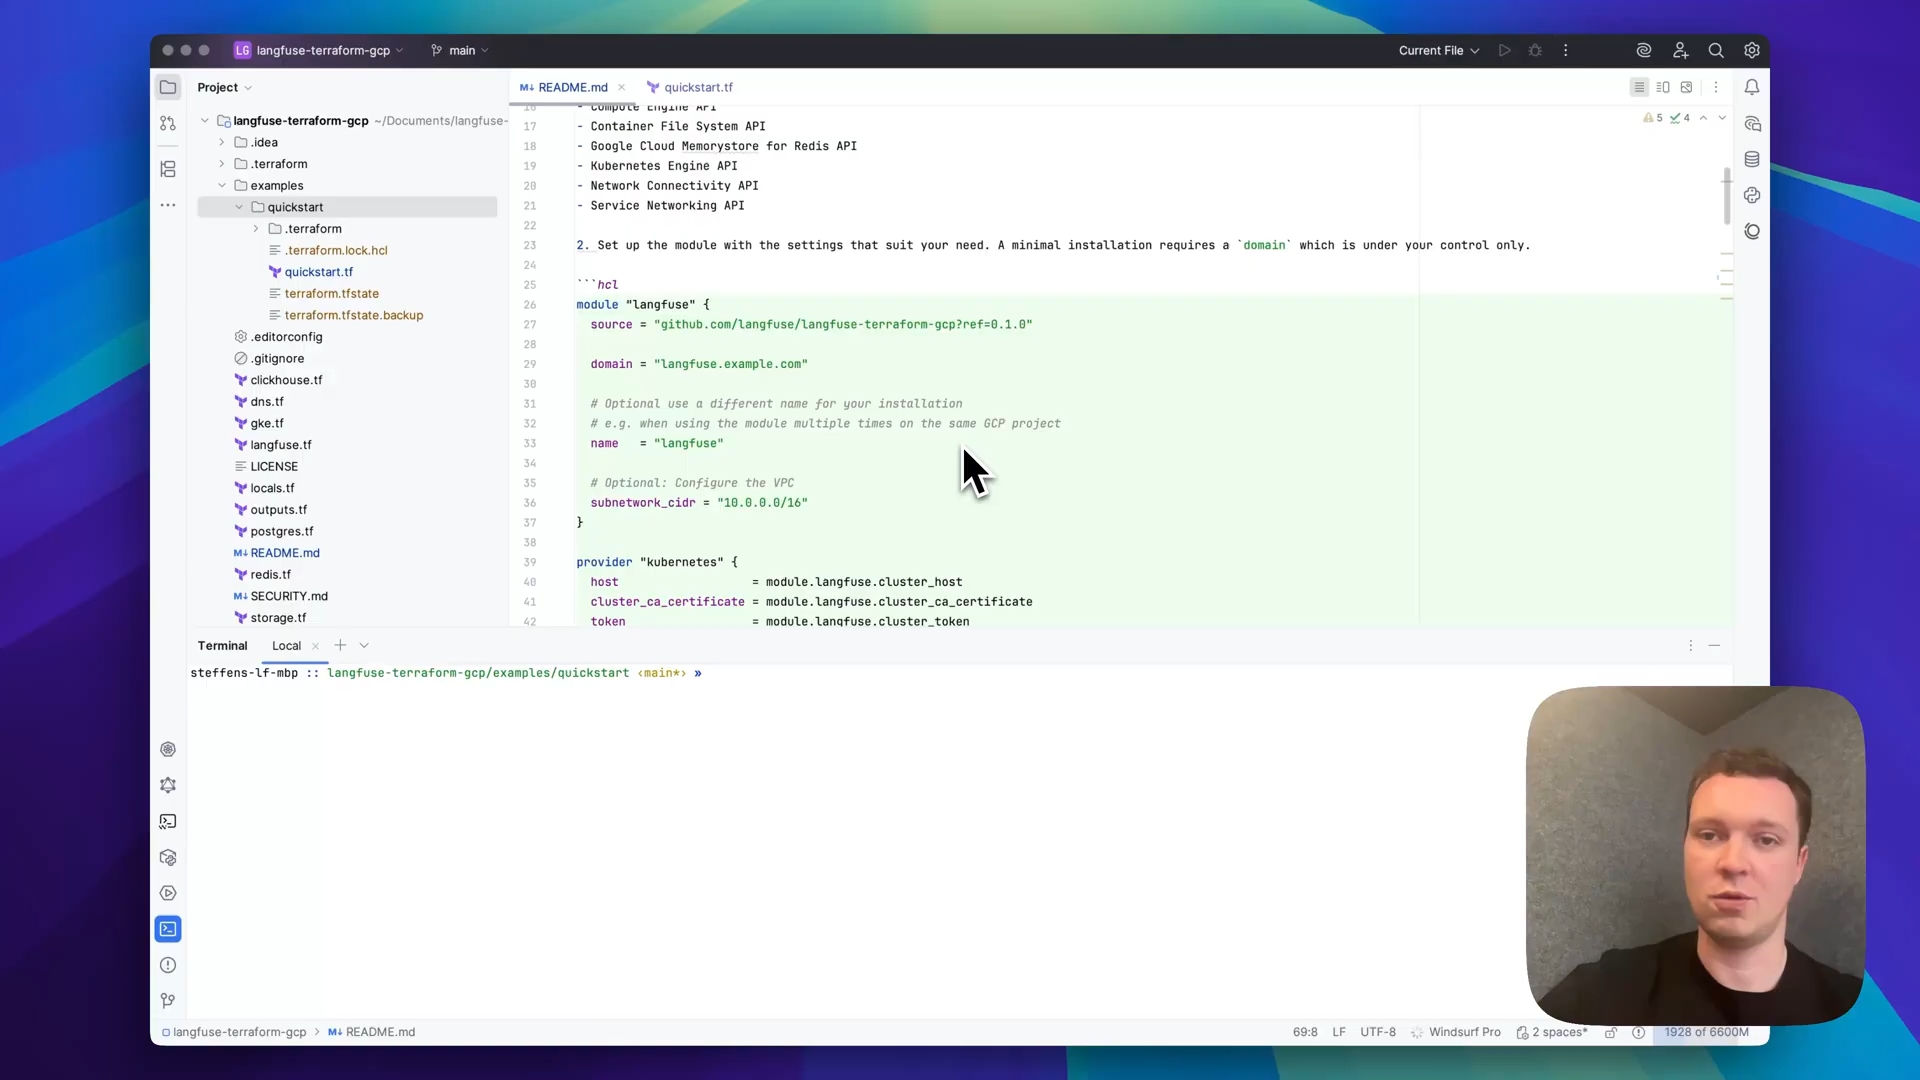 LG langfuse-terraform-gcp main Current File
Project
README.md
quickstart.tf
langfuse-terraform-gcp ~/Documents/langfuse-
.idea
.terraform
examples
quickstart
.terraform
.terraform.lock.hcl
quickstart.tf
terraform.tfstate
terraform.tfstate.backup
.editorconfig
.gitignore
clickhouse.tf
dns.tf
gke.tf
langfuse.tf
LICENSE
locals.tf
outputs.tf
postgres.tf
M↓ README.md
redis.tf
M↓ SECURITY.md
storage.tf
5 4
16 - Compute Engine API
17 - Container File System API
18 - Google Cloud Memorystore for Redis API
19 - Kubernetes Engine API
20 - Network Connectivity API
21 - Service Networking API
22
23 2. Set up the module with the settings that suit your need. A minimal installation requires a `domain` which is under your control only.
24
25 ```hcl
26 module "langfuse" {
27 source = "github.com/langfuse/langfuse-terraform-gcp?ref=0.1.0"
28
29 domain = "langfuse.example.com"
30
31 # Optional use a different name for your installation
32 # e.g. when using the module multiple times on the same GCP project
33 name = "langfuse"
34
35 # Optional: Configure the VPC
36 subnetwork_cidr = "10.0.0.0/16"
37 }
38
39 provider "kubernetes" {
40 host = module.langfuse.cluster_host
41 cluster_ca_certificate = module.langfuse.cluster_ca_certificate
42 token = module.langfuse.cluster_token
Terminal Local
steffens-lf-mbp :: langfuse-terraform-gcp/examples/quickstart ‹main*› »
langfuse-terraform-gcp > M↓ README.md
69:8 LF UTF-8 Windsurf Pro 2 spaces* 1928 of 6600M